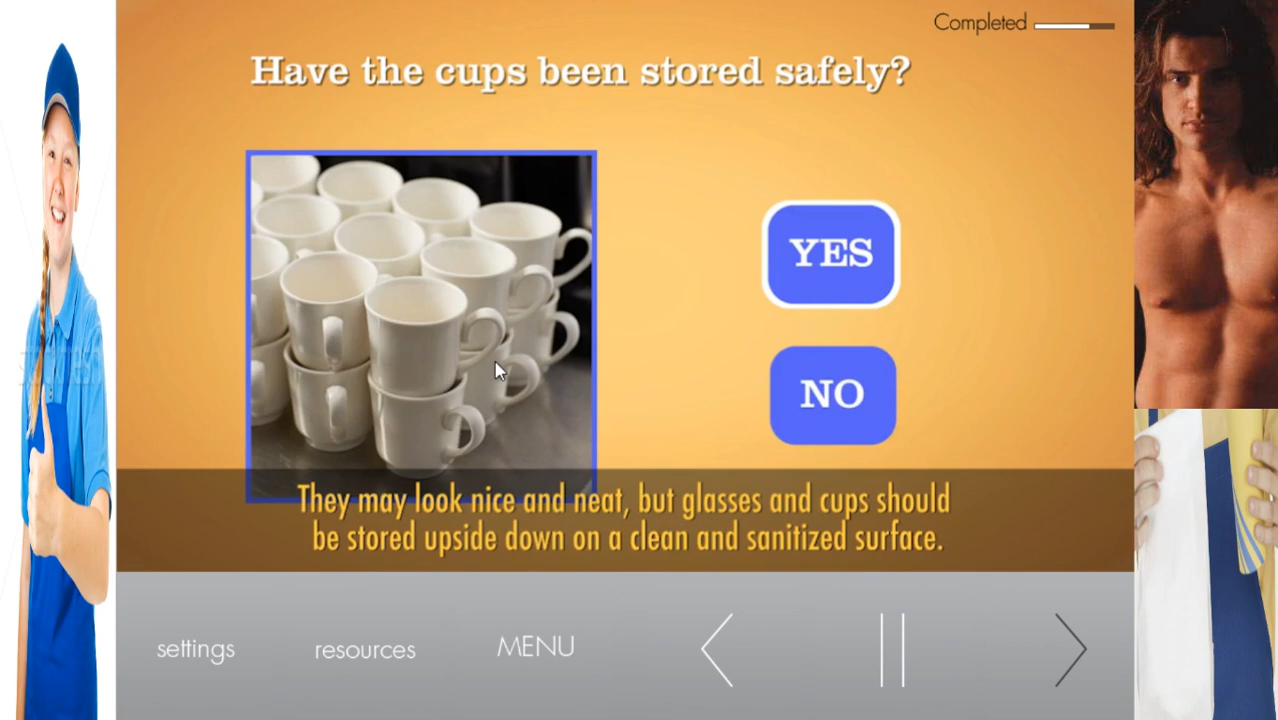 Completed
Have the cups been stored safely?
YES
NO
They may look nice and neat, but glasses and cups should
be stored upside down on a clean and sanitized surface.
settings
resources
MENU